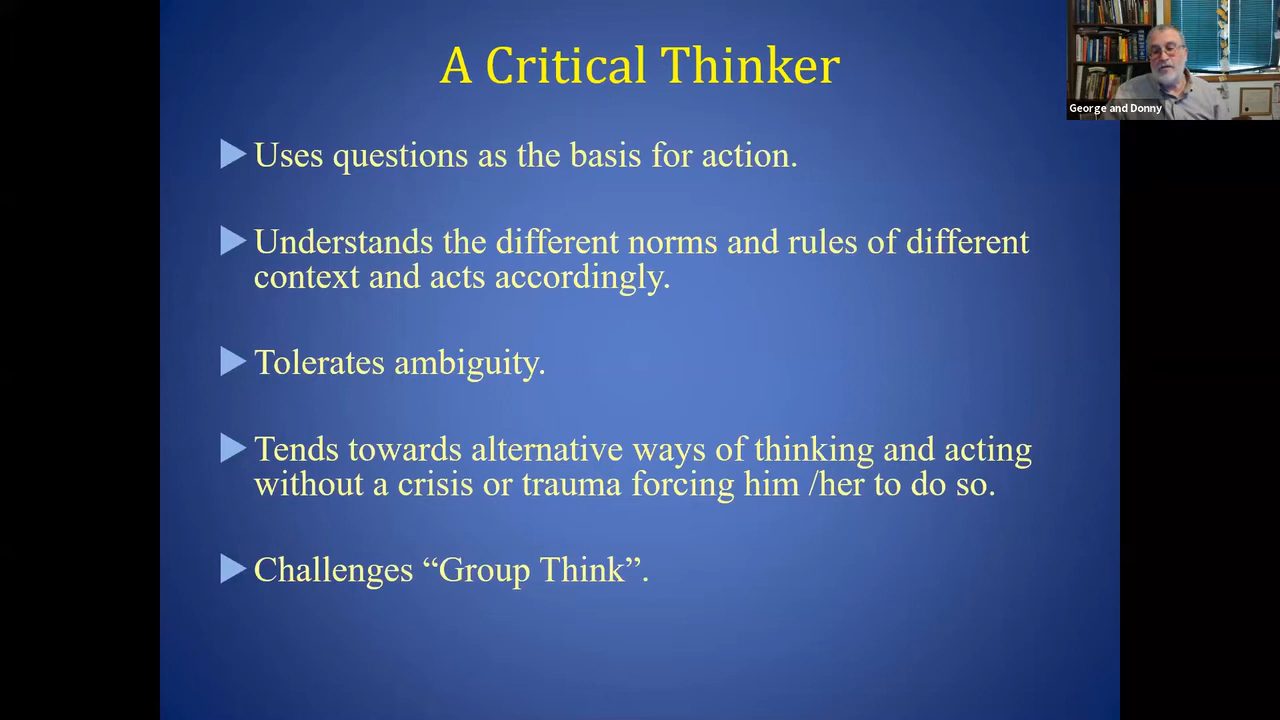 A Critical Thinker
George and Donny
Uses questions as the basis for action.
Understands the different norms and rules of different
context and acts accordingly.
Tolerates ambiguity.
Tends towards alternative ways of thinking and acting
without a crisis or trauma forcing him /her to do so.
Challenges “Group Think”.